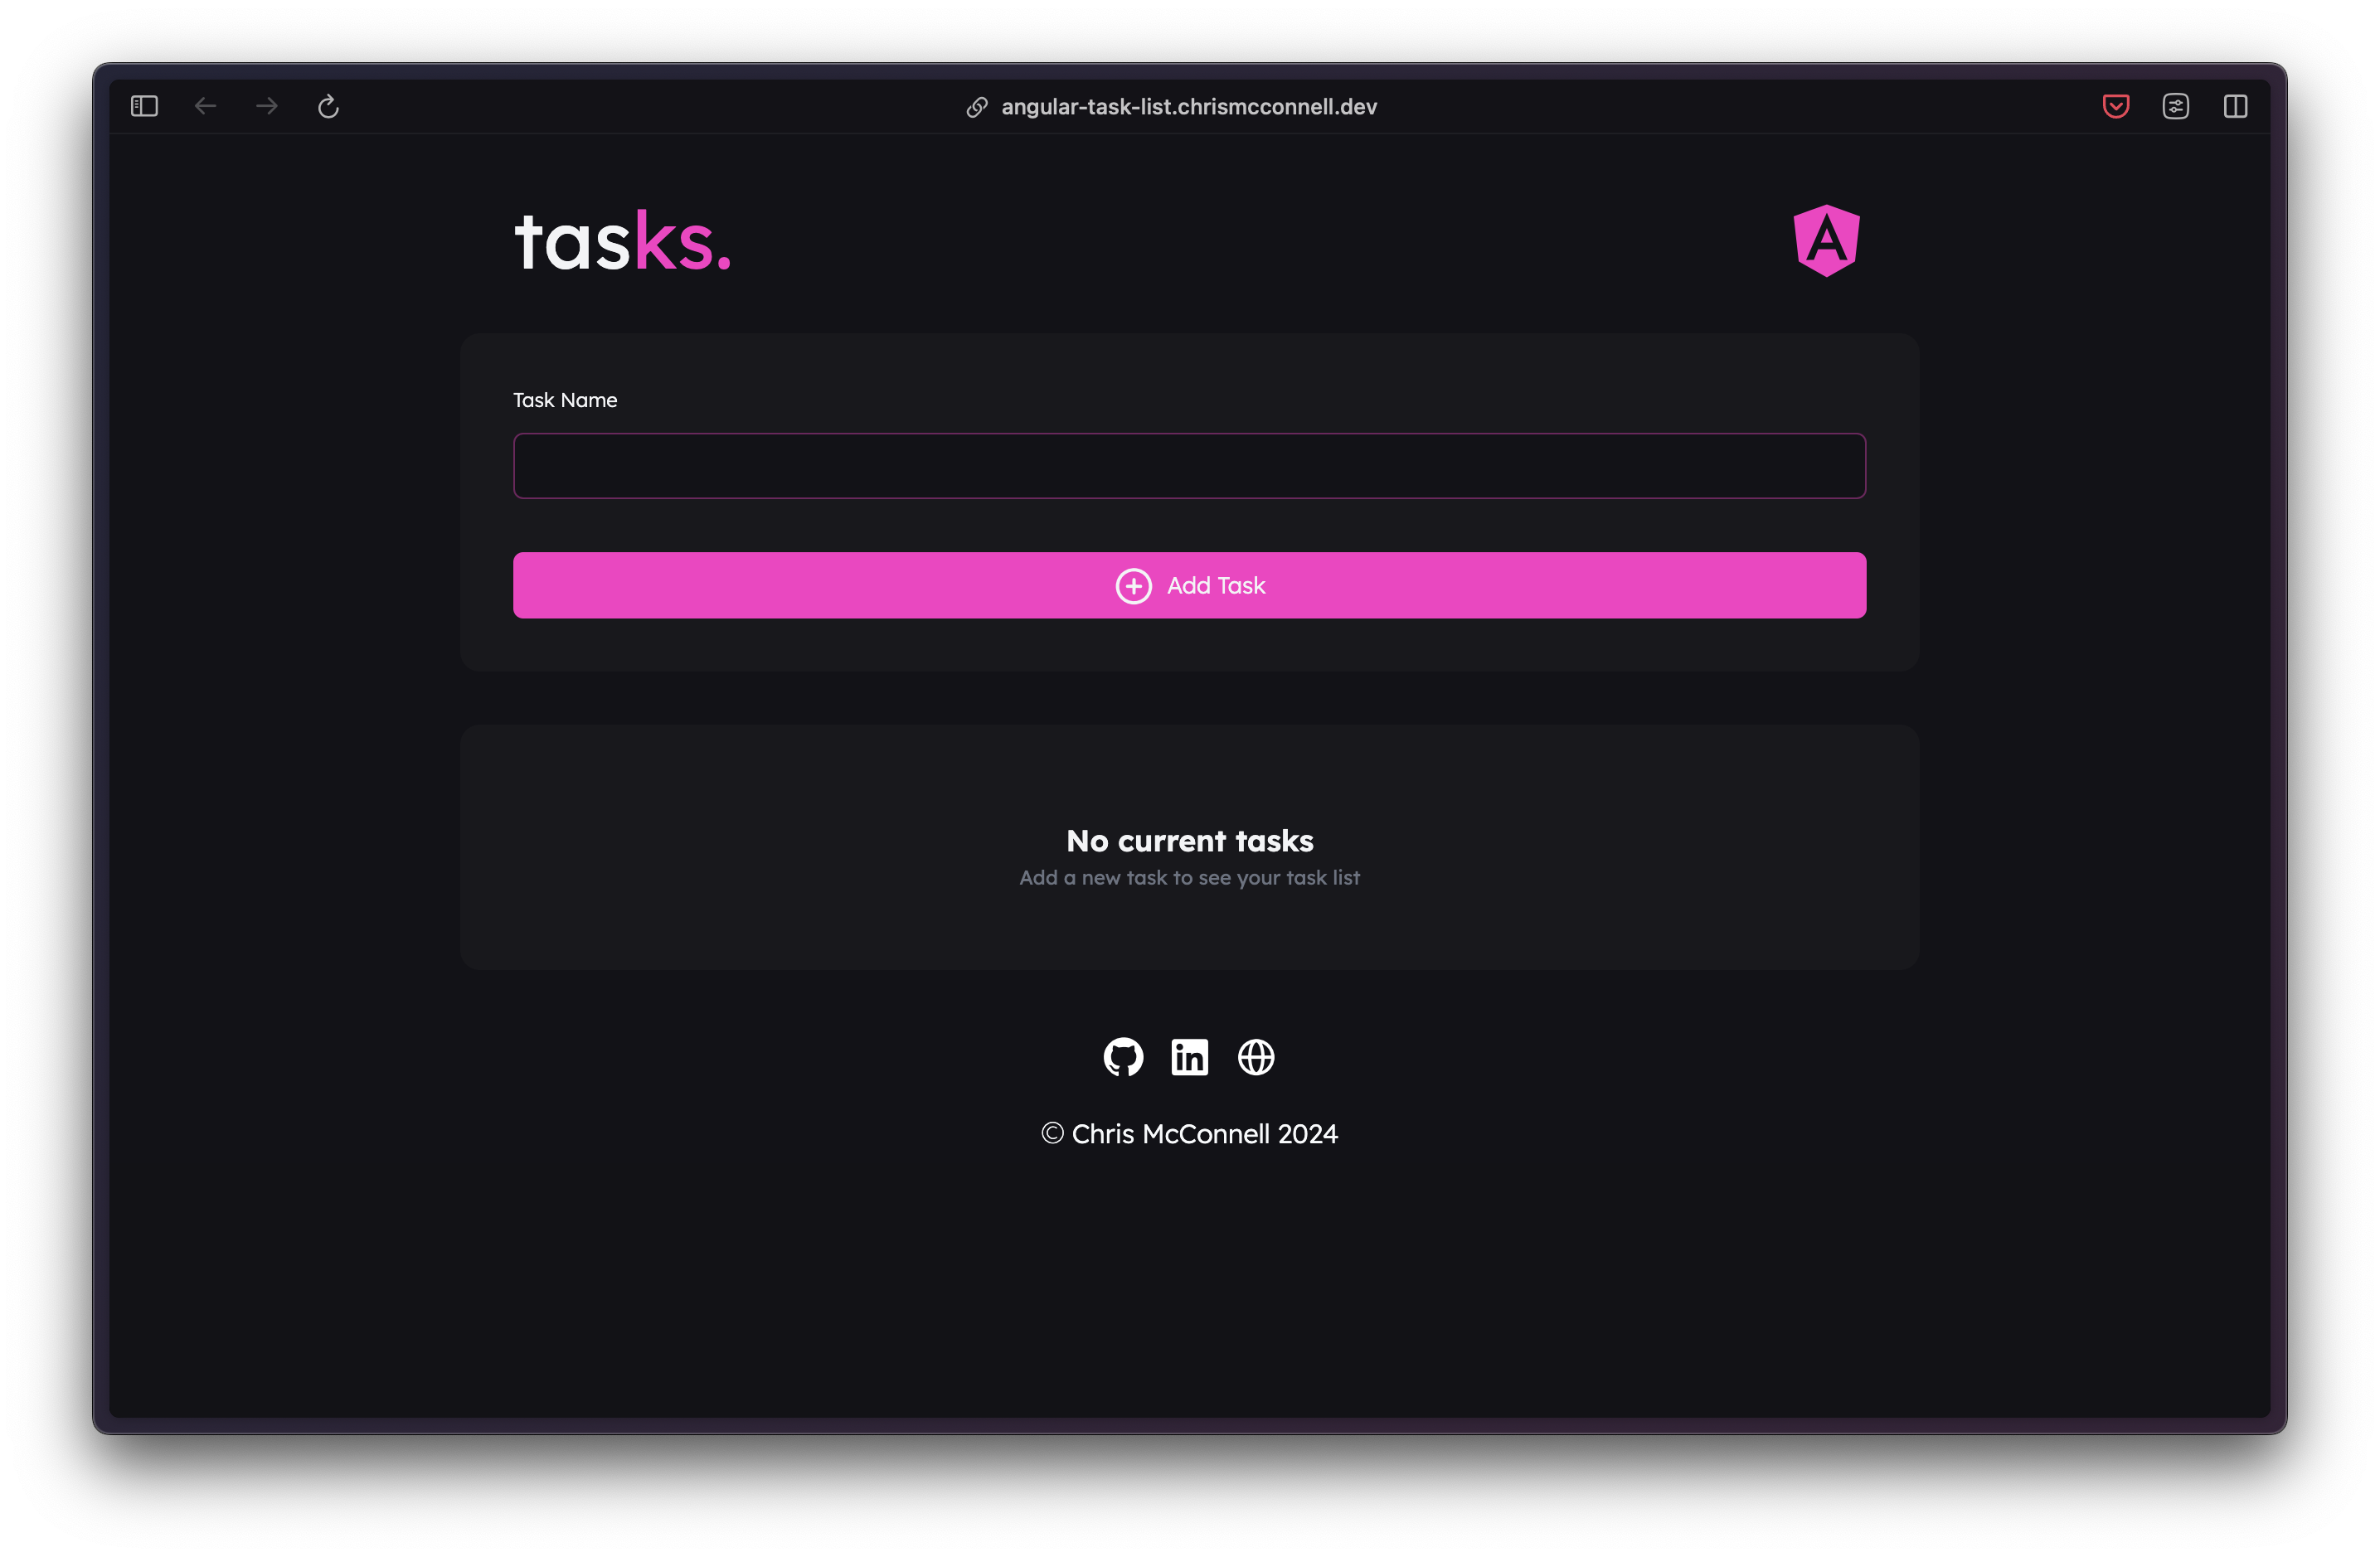 angular-task-list.chrismcconnell.dev
tasks.
Task Name
Add Task
No current tasks
Add a new task to see your task list
© Chris McConnell 2024